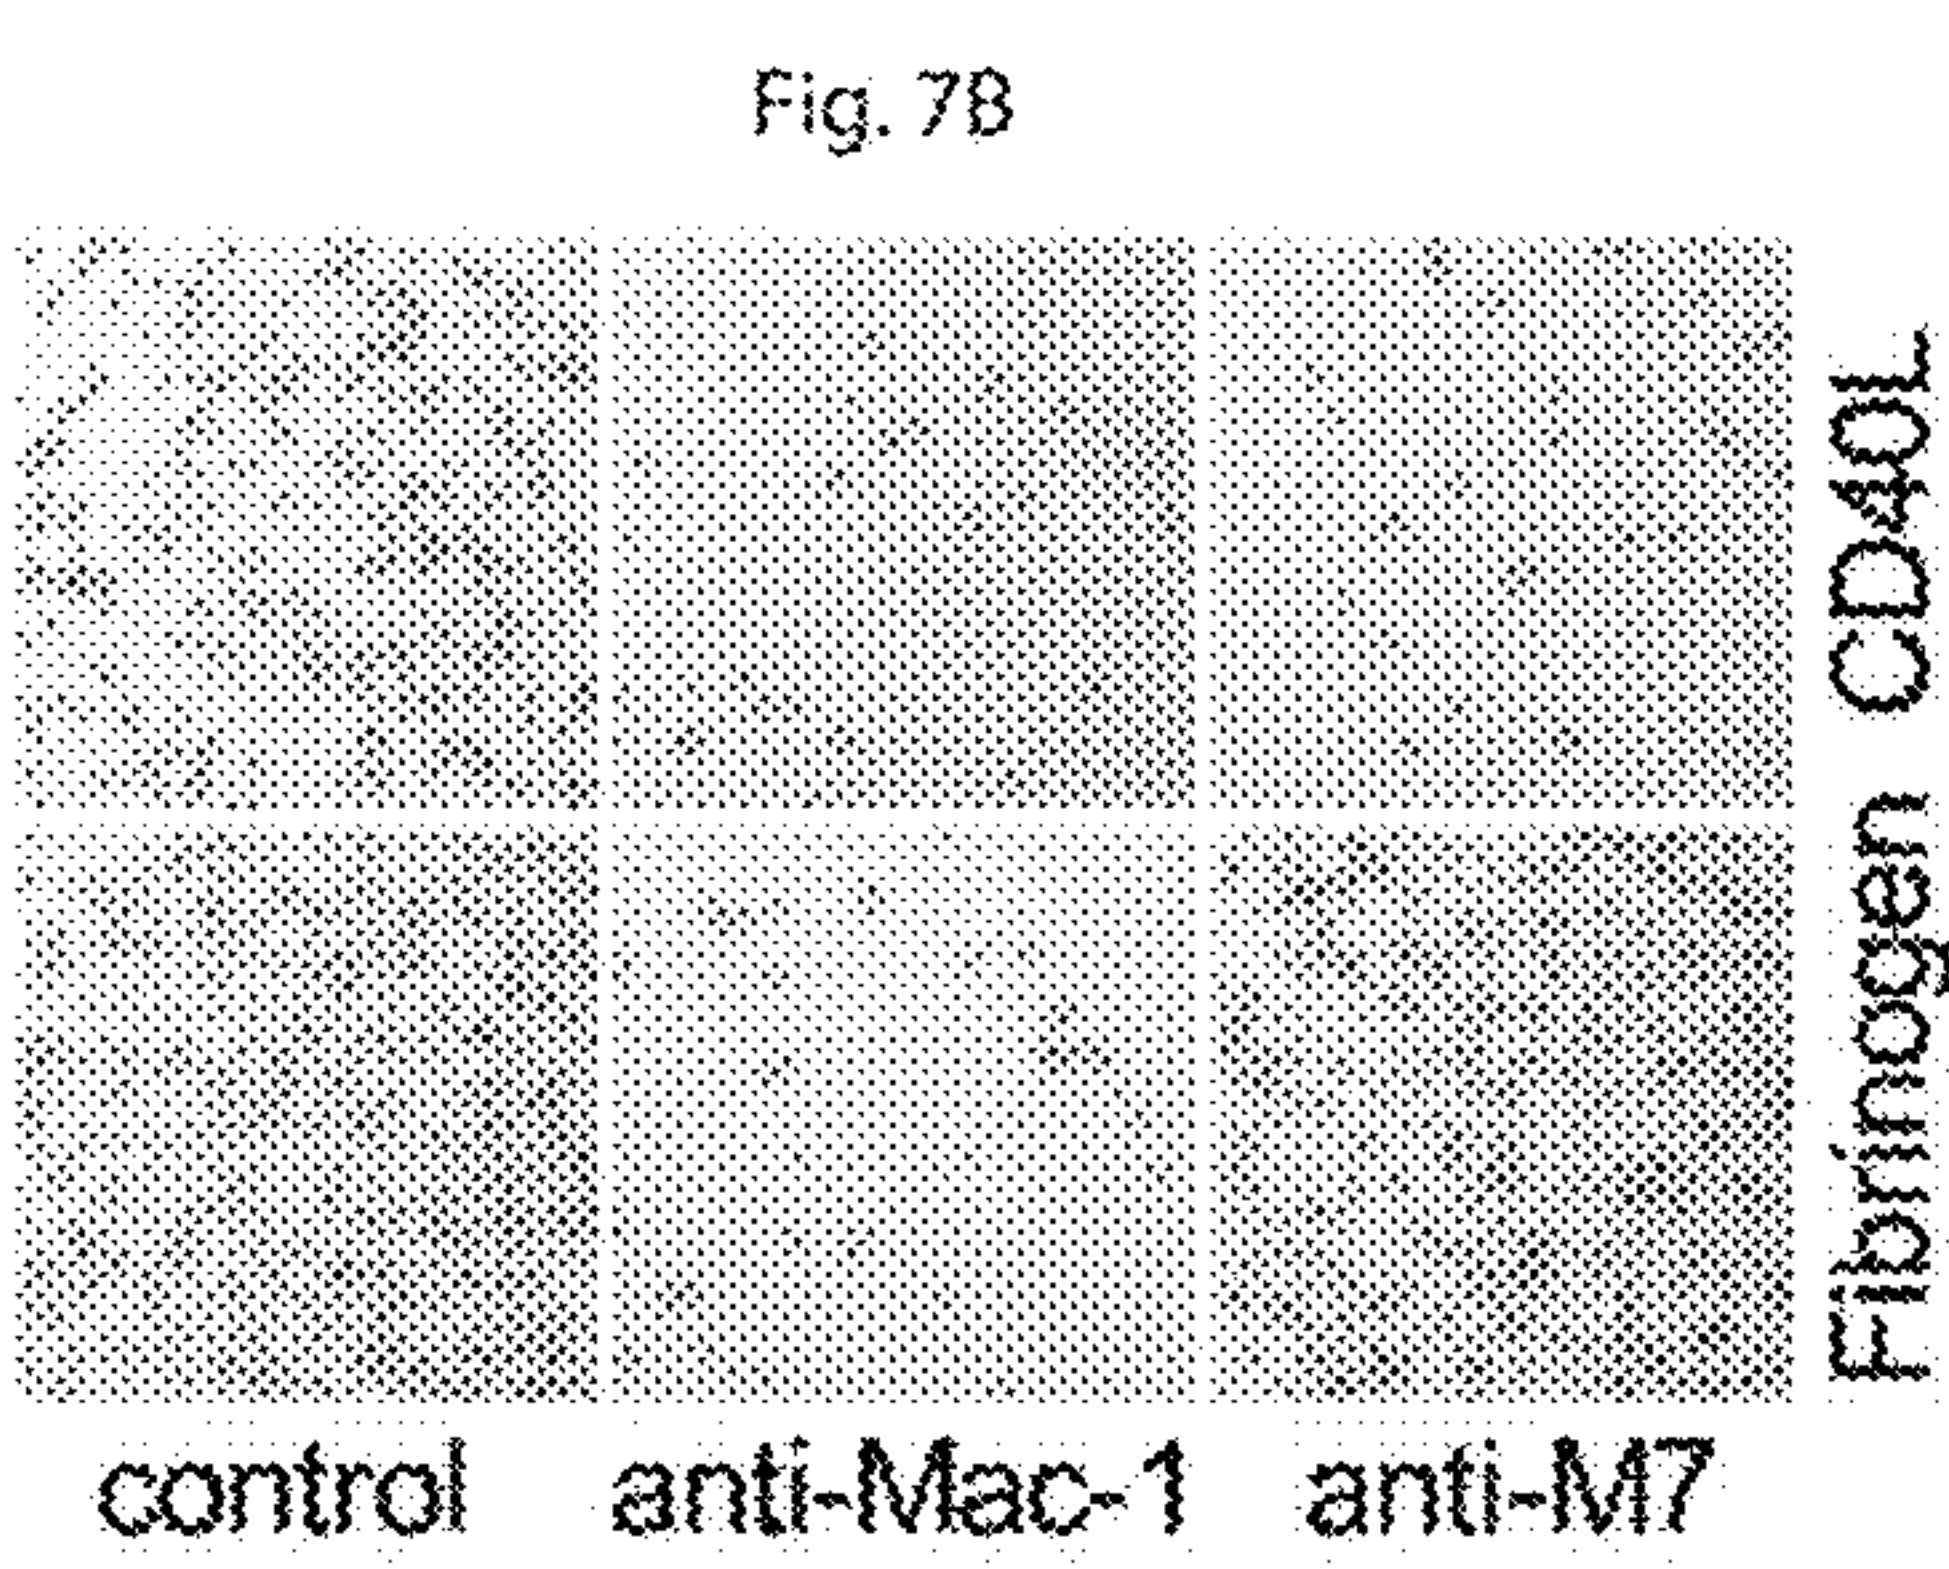 Fig. 7B
CD40L
Fibrinogen
control
anti-Mac-1
anti-M7